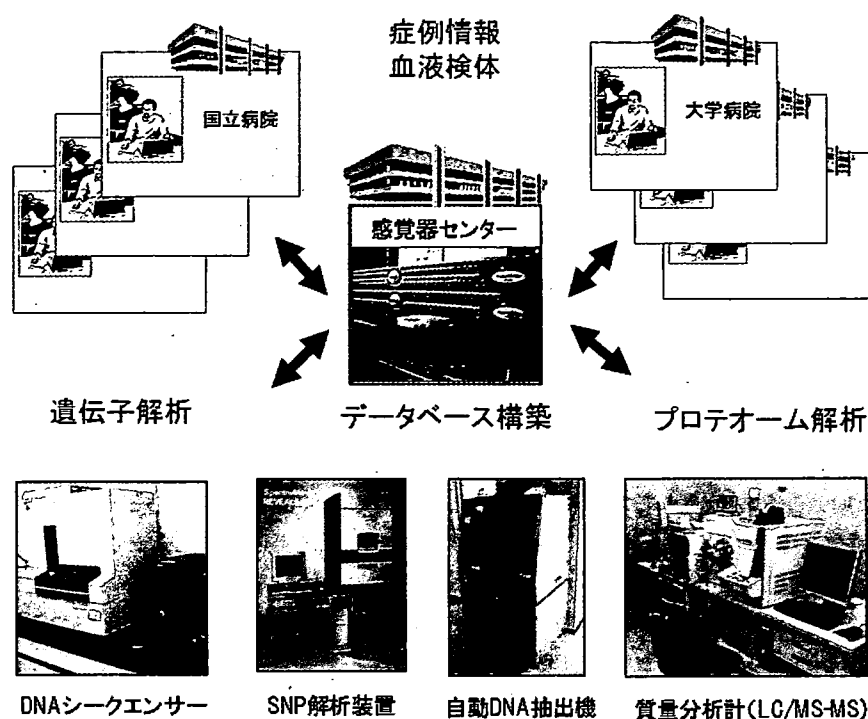 症例情報
血液検体
国立病院
大学病院
感覚器センター
遺伝子解析
データベース構築
プロテオーム解析
DNAシークエンサー
SNP解析装置
自動DNA抽出機
質量分析計(LC/MS-MS)